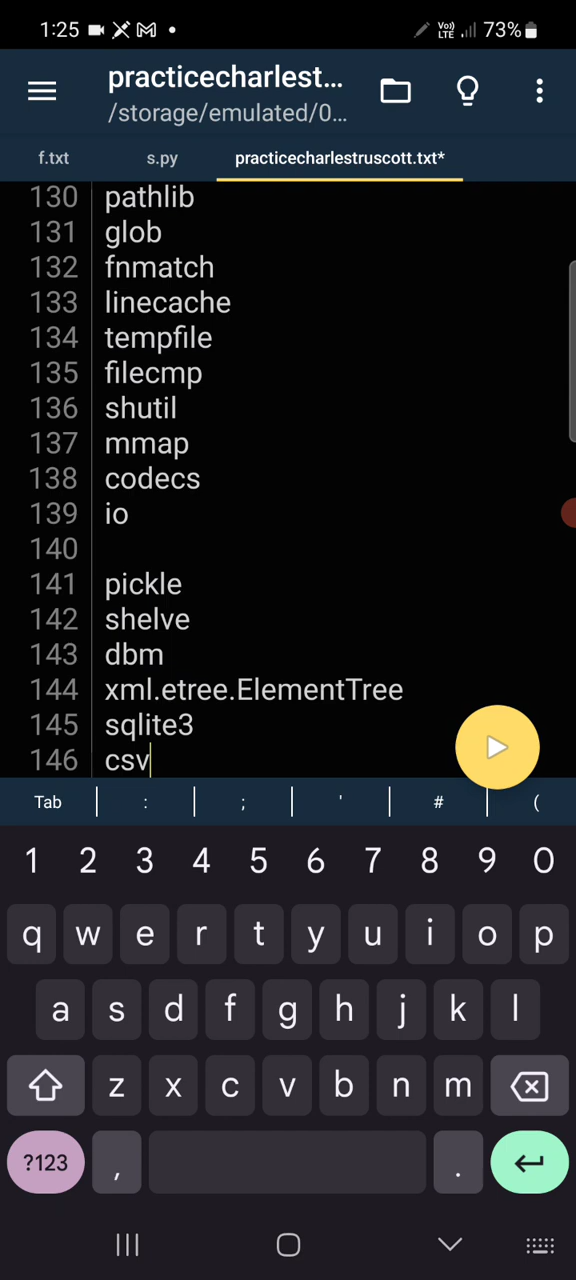 1:25 Vo)) LTE 73%
practicecharlest...
/storage/emulated/0...
f.txt s.py practicecharlestruscott.txt*
130 pathlib
131 glob
132 fnmatch
133 linecache
134 tempfile
135 filecmp
136 shutil
137 mmap
138 codecs
139 io
140
141 pickle
142 shelve
143 dbm
144 xml.etree.ElementTree
145 sqlite3
146 csv
Tab : ; ' # (
1 2 3 4 5 6 7 8 9 0
q w e r t y u i o p
a s d f g h j k l
z x c v b n m
?123 , .